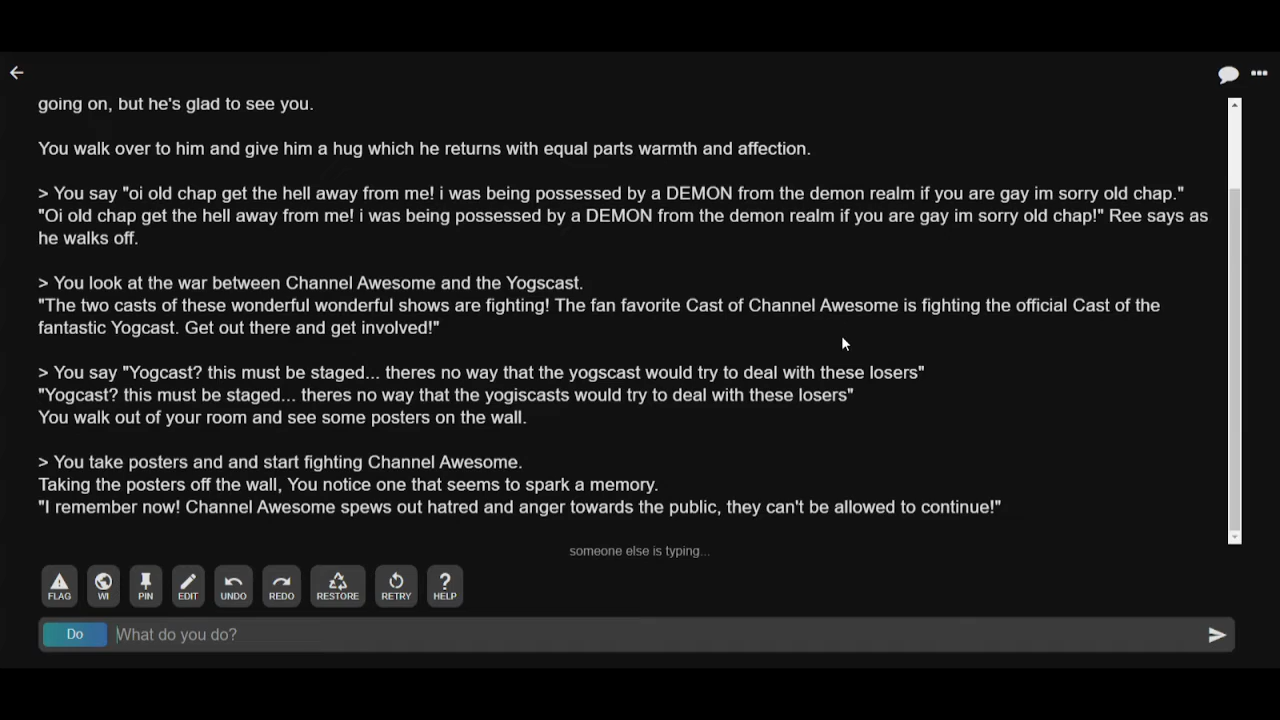 going on, but he's glad to see you.
You walk over to him and give him a hug which he returns with equal parts warmth and affection.
> You say "oi old chap get the hell away from me! i was being possessed by a DEMON from the demon realm if you are gay im sorry old chap."
"Oi old chap get the hell away from me! i was being possessed by a DEMON from the demon realm if you are gay im sorry old chap!" Ree says as
he walks off.
> You look at the war between Channel Awesome and the Yogscast.
"The two casts of these wonderful wonderful shows are fighting! The fan favorite Cast of Channel Awesome is fighting the official Cast of the
fantastic Yogcast. Get out there and get involved!"
> You say "Yogcast? this must be staged... theres no way that the yogscast would try to deal with these losers"
"Yogcast? this must be staged... theres no way that the yogiscasts would try to deal with these losers"
You walk out of your room and see some posters on the wall.
> You take posters and and start fighting Channel Awesome.
Taking the posters off the wall, You notice one that seems to spark a memory.
"I remember now! Channel Awesome spews out hatred and anger towards the public, they can't be allowed to continue!"
someone else is typing...
FLAG WI PIN EDIT UNDO REDO RESTORE RETRY HELP
Do What do you do?